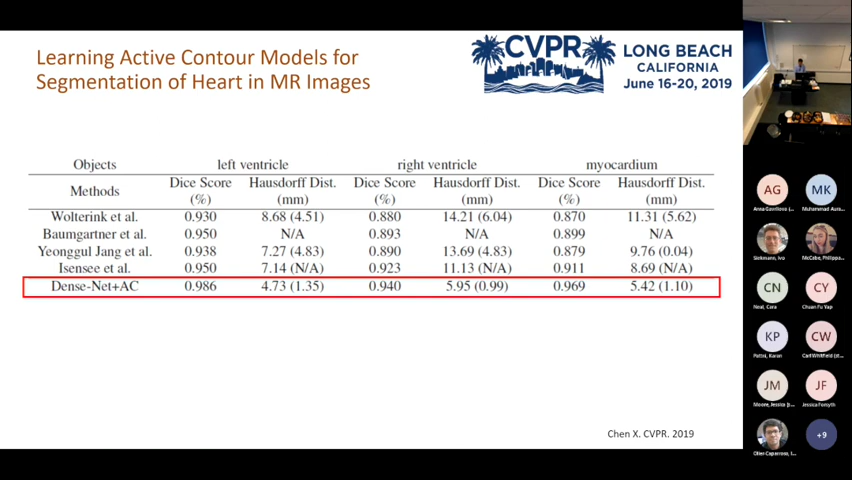 Learning Active Contour Models for
Segmentation of Heart in MR Images
CVPR
LONG BEACH
CALIFORNIA
June 16-20, 2019
Objects left ventricle right ventricle myocardium
Methods Dice Score (%) Hausdorff Dist. (mm) Dice Score (%) Hausdorff Dist. (mm) Dice Score (%) Hausdorff Dist. (mm)
Wolterink et al. 0.930 8.68 (4.51) 0.880 14.21 (6.04) 0.870 11.31 (5.62)
Baumgartner et al. 0.950 N/A 0.893 N/A 0.899 N/A
Yeonggul Jang et al. 0.938 7.27 (4.83) 0.890 13.69 (4.83) 0.879 9.76 (0.04)
Isensee et al. 0.950 7.14 (N/A) 0.923 11.13 (N/A) 0.911 8.69 (N/A)
Dense-Net+AC 0.986 4.73 (1.35) 0.940 5.95 (0.99) 0.969 5.42 (1.10)
Chen X. CVPR. 2019
AG MK
Muhammad
Siekmann, Ivo McCabe, Philippa...
CN CY
Neal, Cara Chuan Fu Yap
KP CW
Pattni, Karan Carl Whitfield (st...
JM JF
Moore, Jessica Jessica Forsyth
+9